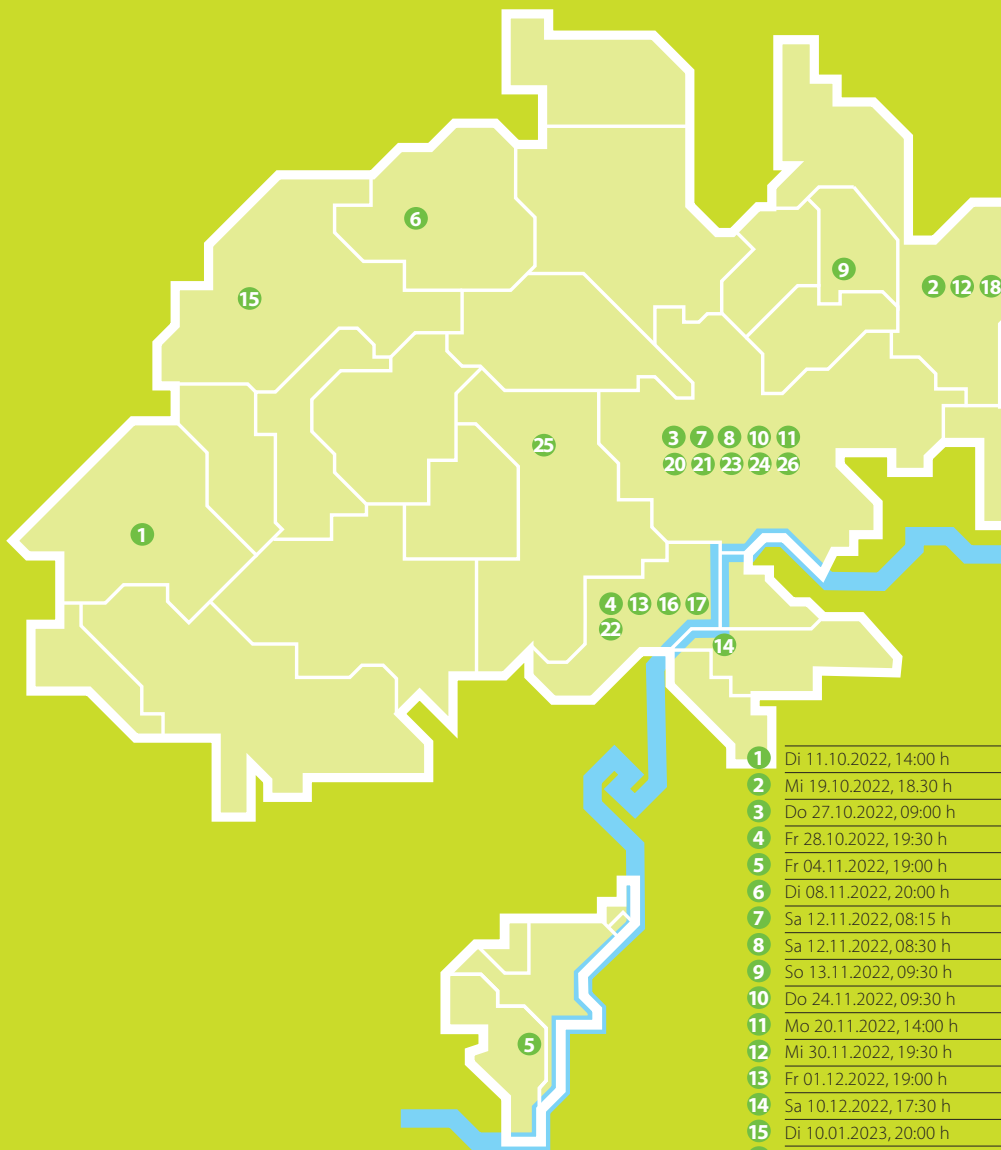 6
9
15
2 12 18
3 7 8 10 11
25
20 21 23 24 26
1
4 13 16 17
22
14
1 Di 11.10.2022, 14:00 h
2 Mi 19.10.2022, 18.30 h
3 Do 27.10.2022, 09:00 h
4 Fr 28.10.2022, 19:30 h
5 Fr 04.11.2022, 19:00 h
6 Di 08.11.2022, 20:00 h
7 Sa 12.11.2022, 08:15 h
8 Sa 12.11.2022, 08:30 h
9 So 13.11.2022, 09:30 h
10 Do 24.11.2022, 09:30 h
11 Mo 20.11.2022, 14:00 h
12 Mi 30.11.2022, 19:30 h
13 Fr 01.12.2022, 19:00 h
14 Sa 10.12.2022, 17:30 h
15 Di 10.01.2023, 20:00 h
5